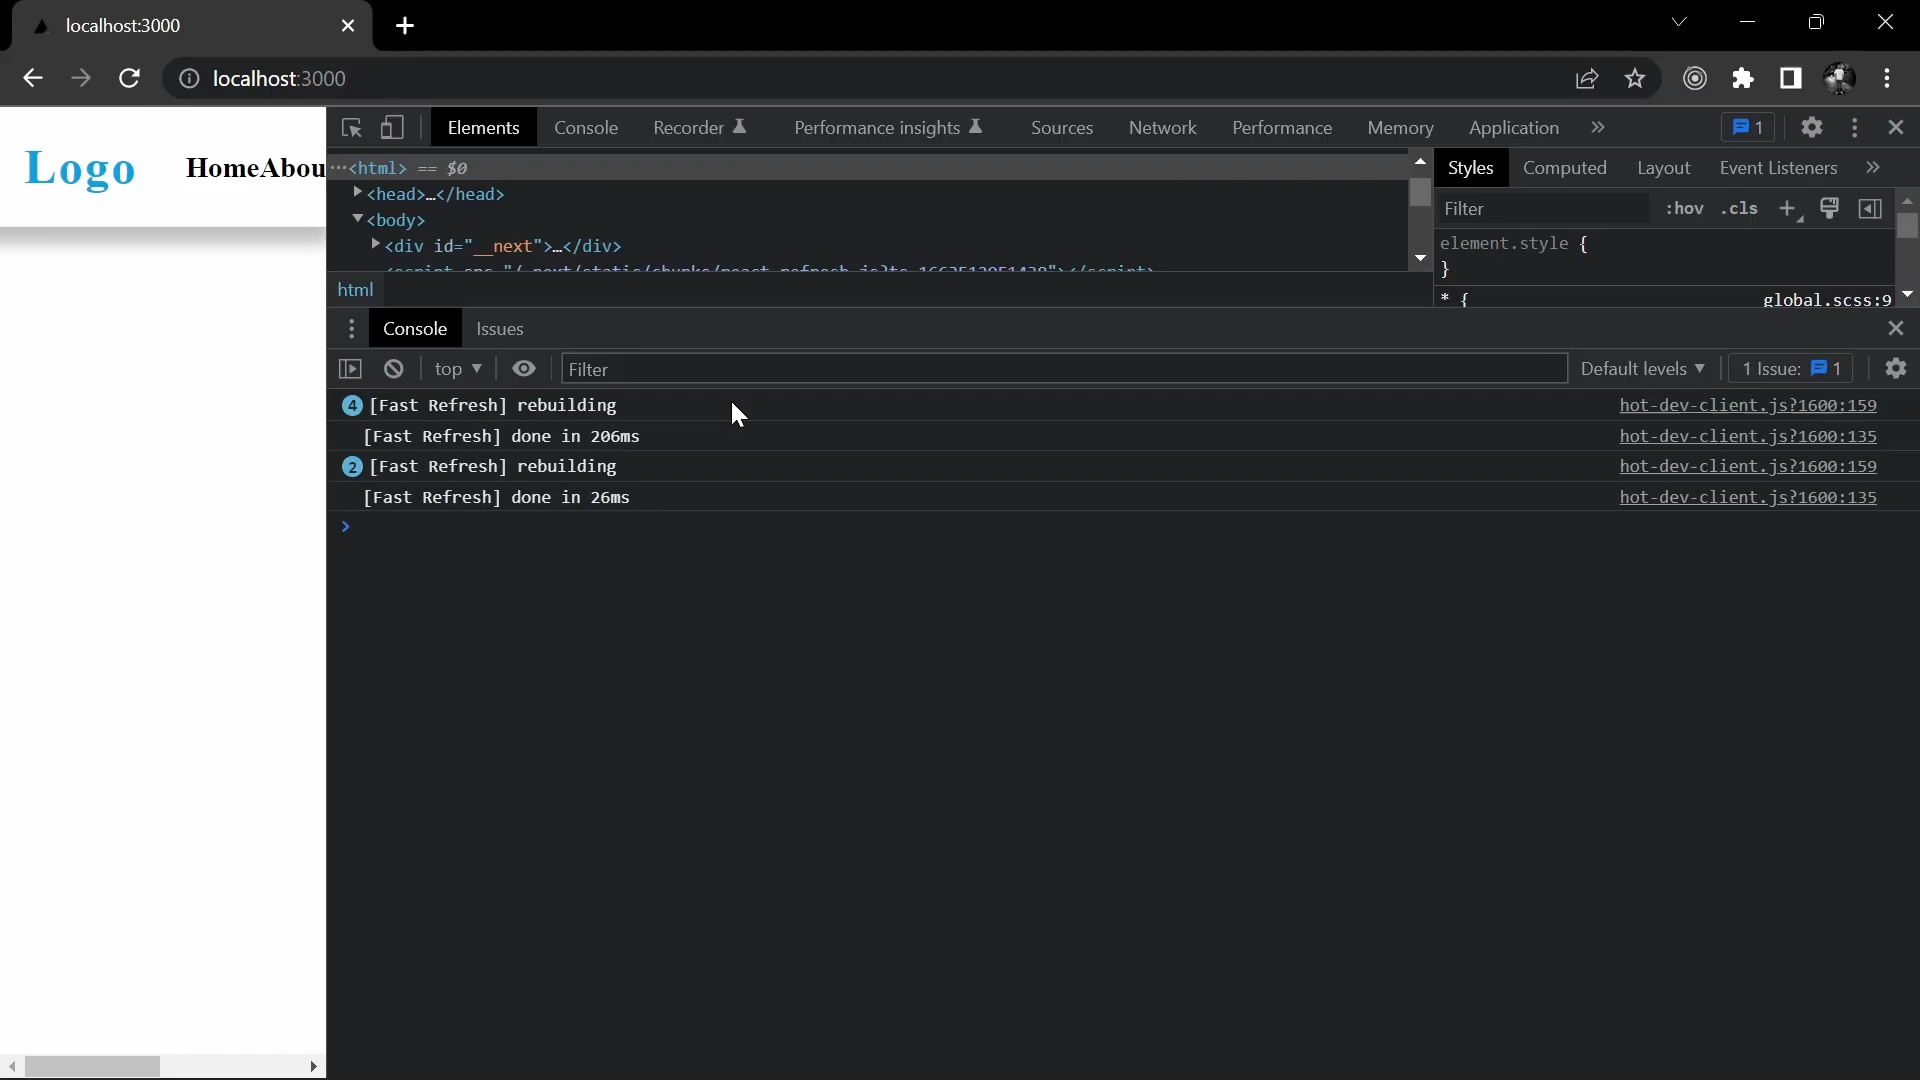 localhost:3000
localhost:3000
Logo HomeAbou
Elements Console Recorder Performance insights Sources Network Performance Memory Application » 1
…<html> == $0
<head>…</head>
<body>
<div id="__next">…</div>
html
Styles Computed Layout Event Listeners »
Filter :hov .cls +
element.style {
}
* { global.scss:9
Console Issues
top Filter Default levels 1 Issue: 1
4 [Fast Refresh] rebuilding hot-dev-client.js?1600:159
[Fast Refresh] done in 206ms hot-dev-client.js?1600:135
2 [Fast Refresh] rebuilding hot-dev-client.js?1600:159
[Fast Refresh] done in 26ms hot-dev-client.js?1600:135
>